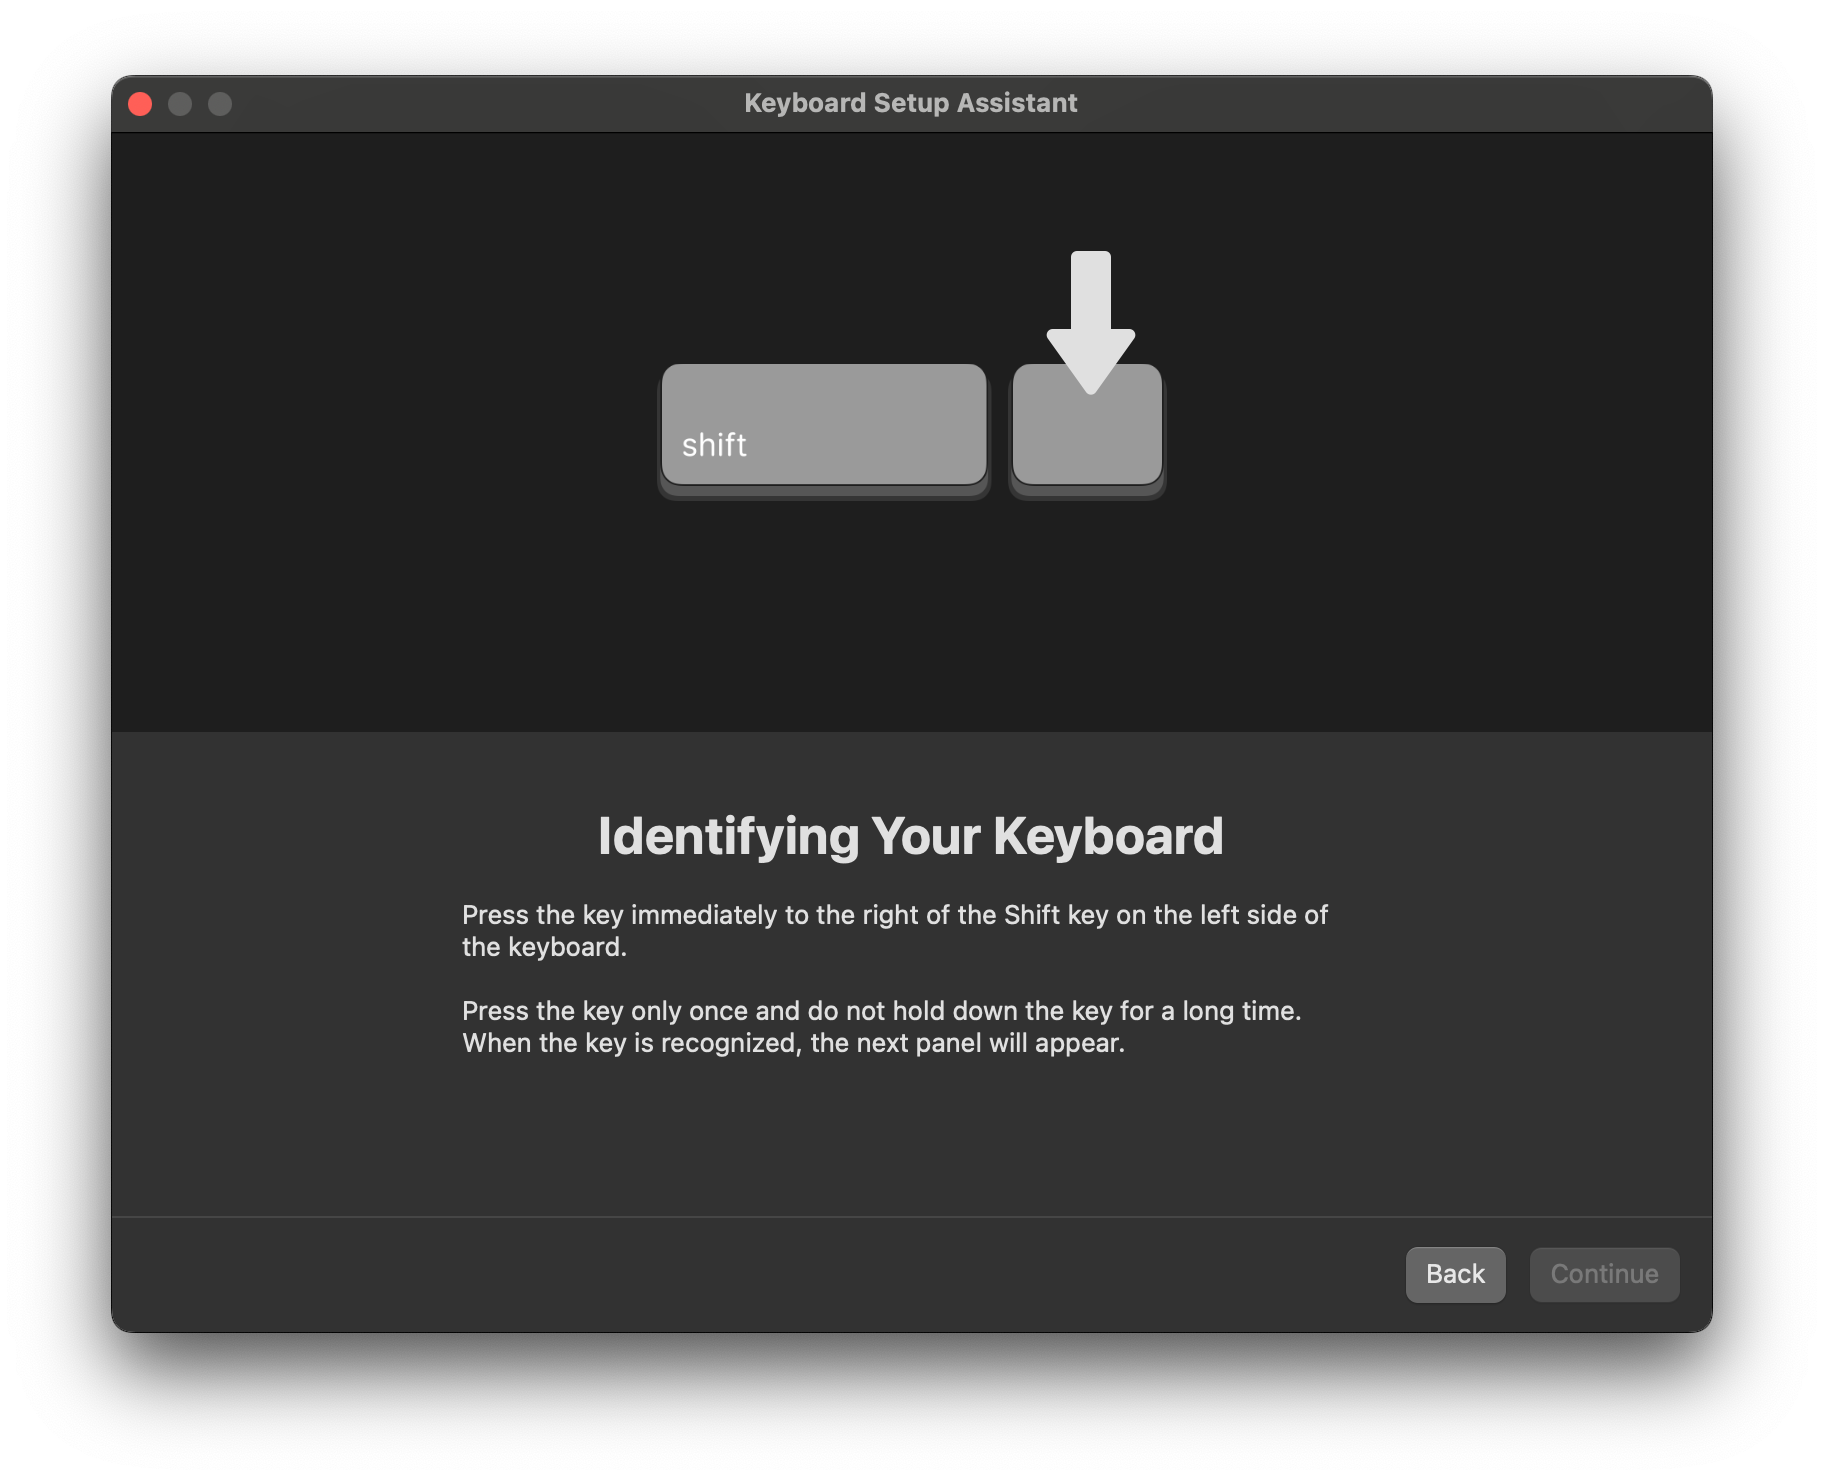 Keyboard Setup Assistant
shift
Identifying Your Keyboard
Press the key immediately to the right of the Shift key on the left side of
the keyboard.
Press the key only once and do not hold down the key for a long time.
When the key is recognized, the next panel will appear.
Back
Continue